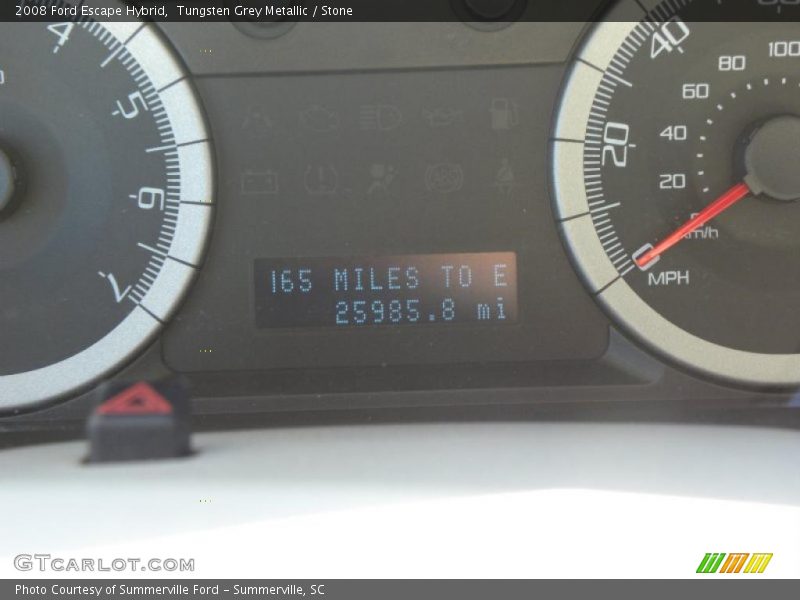 2008 Ford Escape Hybrid,  Tungsten Grey Metallic / Stone
4
5
6
7
40
20
0
MPH
100
80
60
40
20
km/h
ABS
165 MILES TO E
25985.8 mi
GTCARLOT.COM
Photo Courtesy of Summerville Ford – Summerville, SC